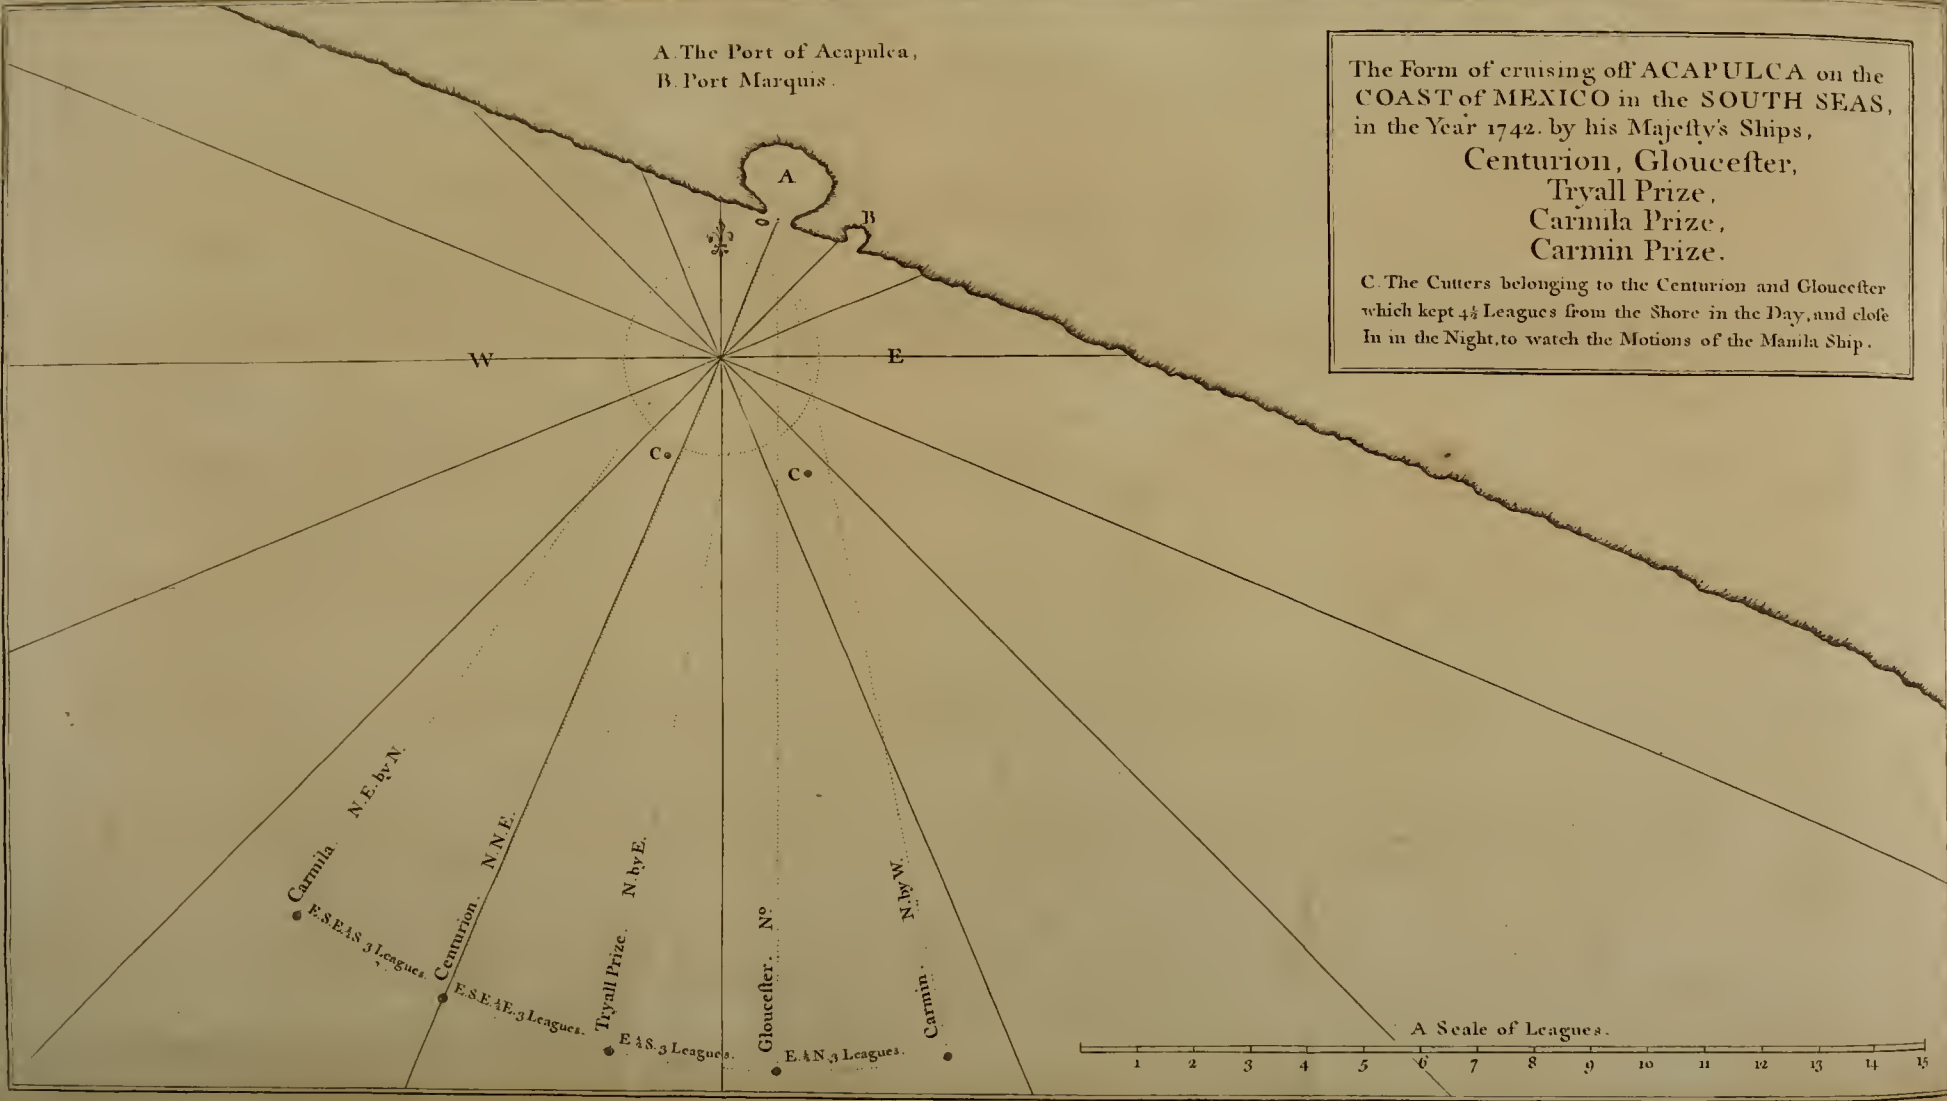 A. The Port of Acapulca,
B. Port Marquis.
The Form of cruising off ACAPULCA on the
COAST of MEXICO in the SOUTH SEAS,
in the Year 1742. by his Majeſty's Ships,
Centurion, Glouceſter,
Tryall Prize,
Carmila Prize,
Carmin Prize.
C. The Cutters belonging to the Centurion and Glouceſter
which kept 4½ Leagues from the Shore in the Day, and cloſe
In in the Night, to watch the Motions of the Manila Ship.
A
B
W
E
C
C
Carmila. N.E. by N.
Centurion. N.N.E.
Tryall Prize. N. by E.
Glouceſter. Nº
Carmin. N. by W.
E.S.E.½S. 3 Leagues.
E.S.E.½E. 3 Leagues.
E½S. 3 Leagues.
E.½N. 3 Leagues.
A Scale of Leagues.
1 2 3 4 5 6 7 8 9 10 11 12 13 14 15